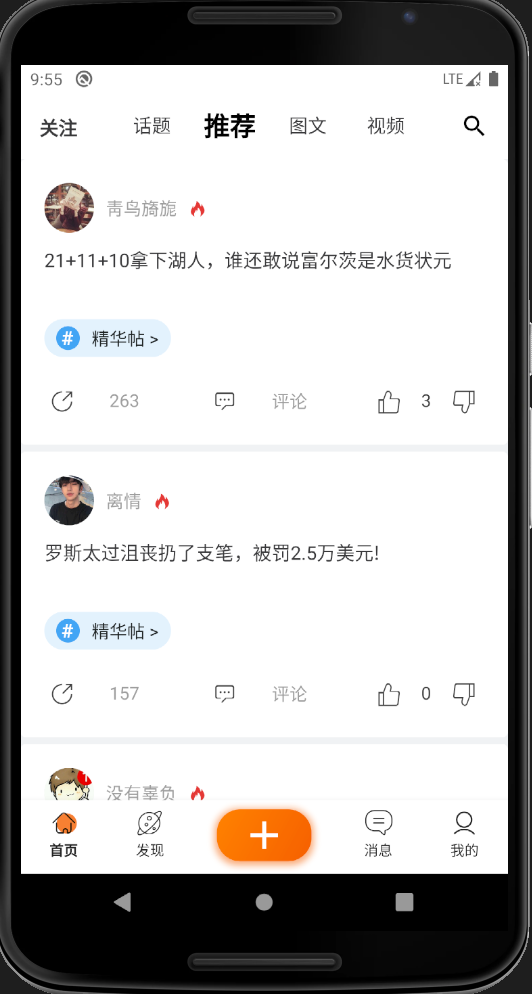 9:55 LTE
关注 话题 推荐 图文 视频
靑鸟旖旎
21+11+10拿下湖人，谁还敢说富尔茨是水货状元
# 精华帖 >
263 评论 3
离情
罗斯太过沮丧扔了支笔，被罚2.5万美元!
# 精华帖 >
157 评论 0
没有辜负
首页 发现 消息 我的